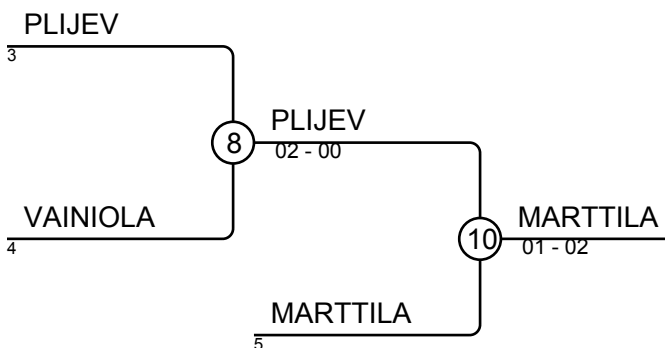 PLIJEV
3
8
PLIJEV
02 - 00
VAINIOLA
4
10
MARTTILA
01 - 02
MARTTILA
5